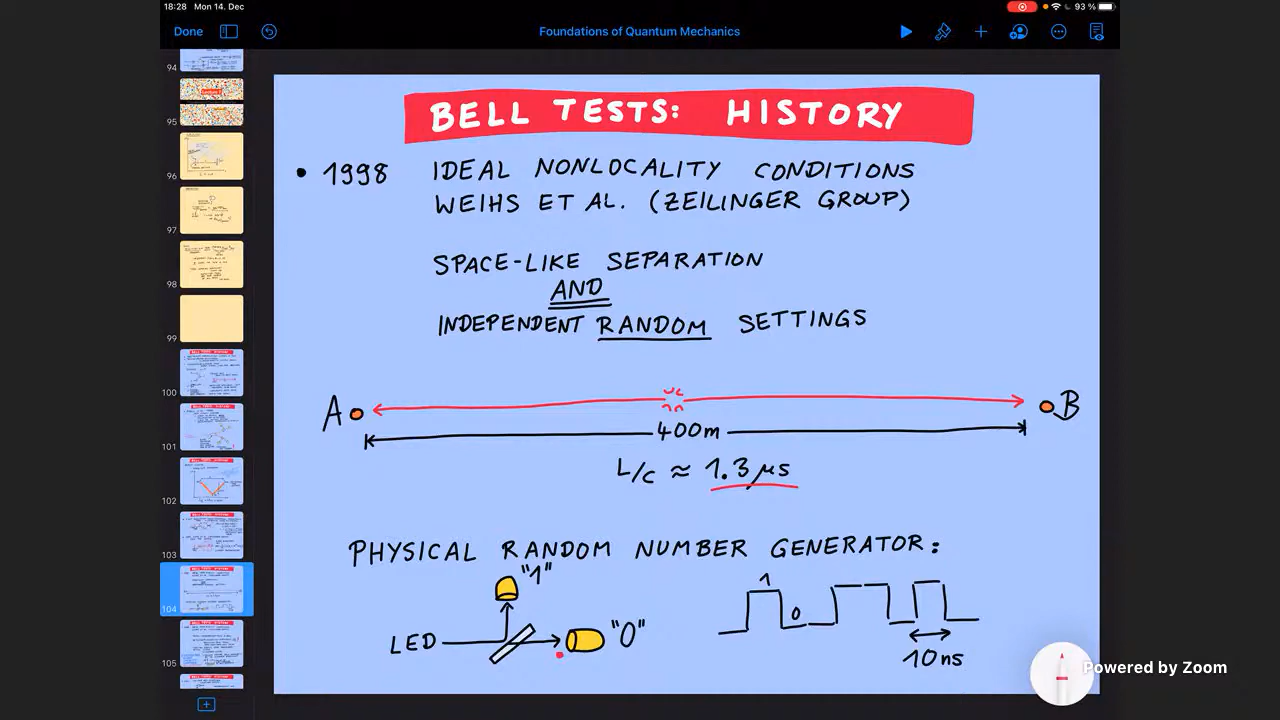 18:28 Mon 14. Dec
93 %
Done
Foundations of Quantum Mechanics
94
95
96
97
98
99
100
101
102
103
104
105
BELL TESTS: HISTORY
• 1998 IDEAL NONLOCALITY CONDITIONS
WEIHS ET AL. (ZEILINGER GROUP)
SPACE-LIKE SEPARATION
AND
INDEPENDENT RANDOM SETTINGS
A
B
400m
L/c ≈ 1.3 μs
PHYSICAL RANDOM NUMBER GENERATOR:
"1"
LED
"0"
1
0
10ns
Powered by Zoom